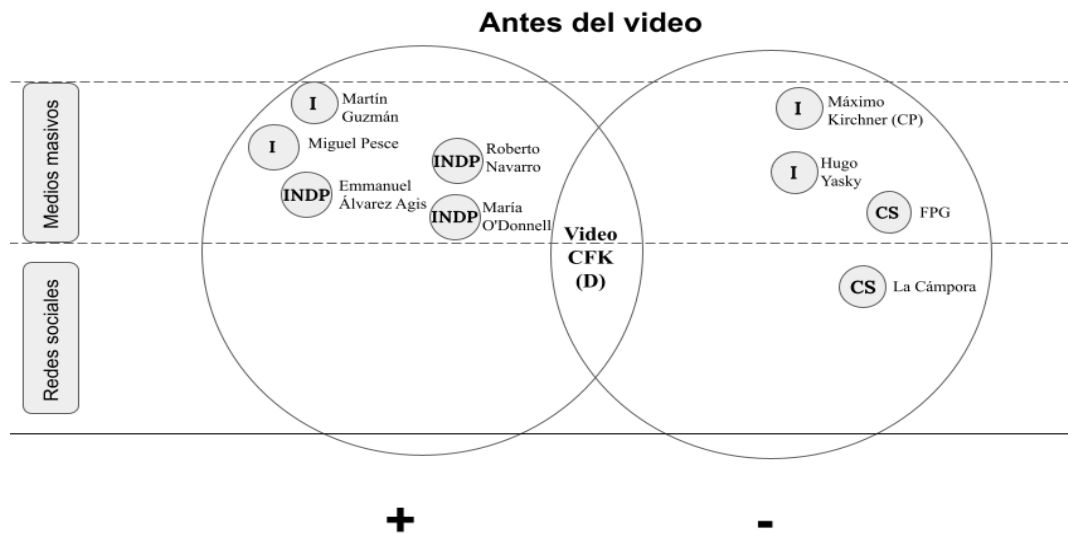 Antes del video
Medios masivos
Redes sociales
I
Martín
Guzmán
I
Miguel Pesce
INDP
Emmanuel
Álvarez Agis
INDP
Roberto
Navarro
INDP
María
O'Donnell
Video
CFK
(D)
I
Máximo
Kirchner (CP)
I
Hugo
Yasky
CS
FPG
CS
La Cámpora
+
-